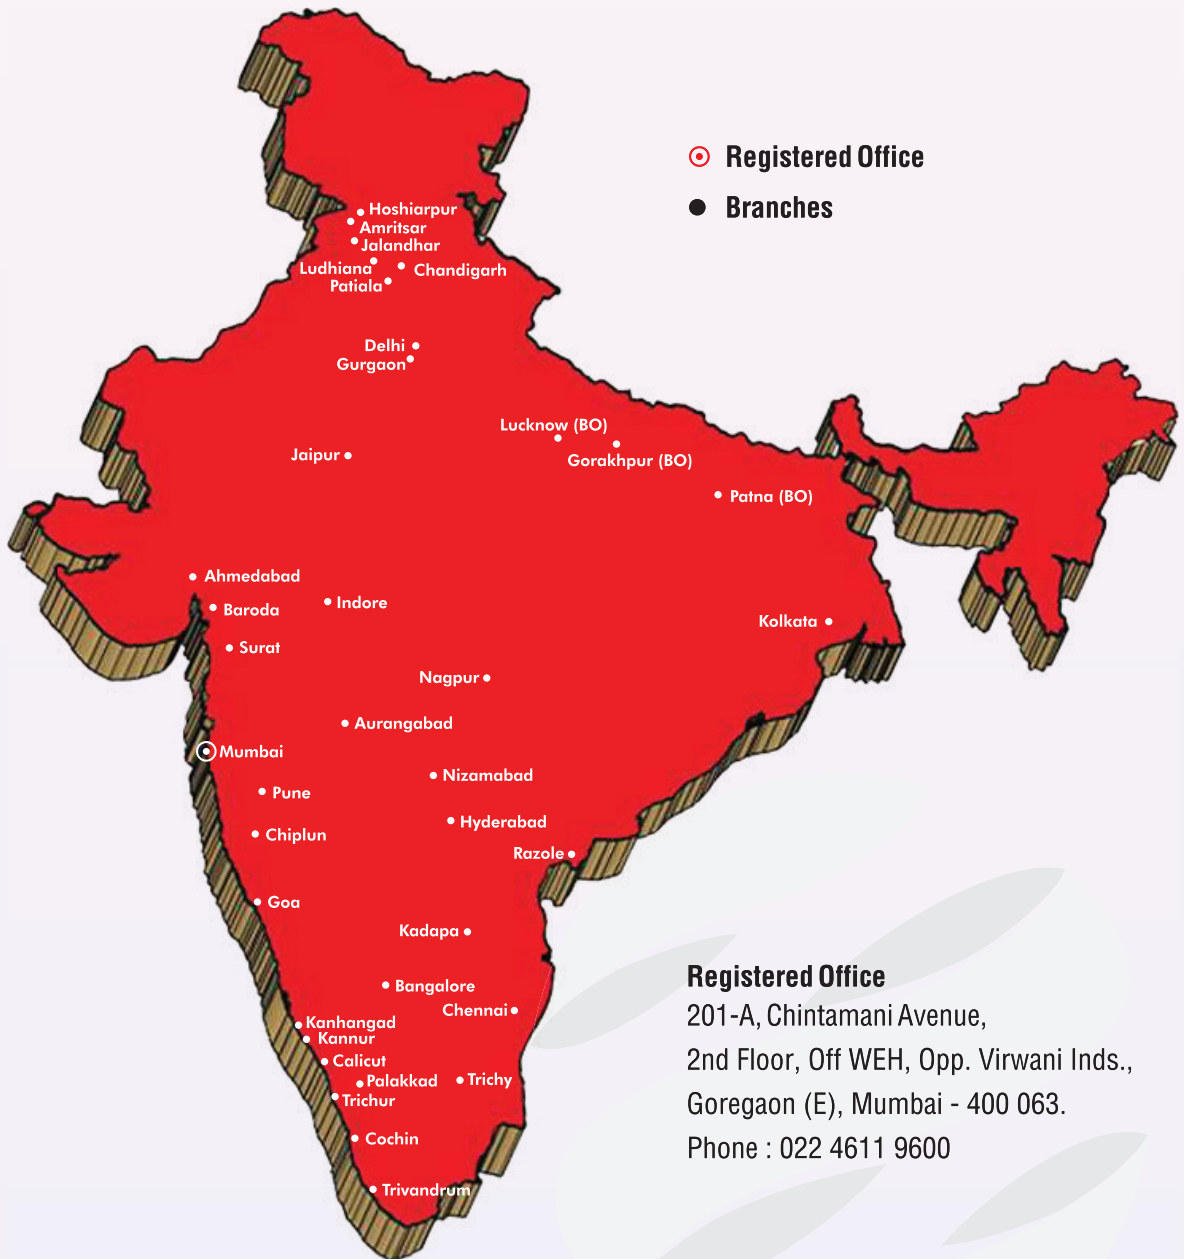 Registered Office
Branches
Hoshiarpur
Amritsar
Jalandhar
Ludhiana
Chandigarh
Patiala
Delhi
Gurgaon
Lucknow (BO)
Jaipur
Gorakhpur (BO)
Patna (BO)
Ahmedabad
Indore
Baroda
Kolkata
Surat
Nagpur
Aurangabad
Mumbai
Nizamabad
Pune
Hyderabad
Chiplun
Razole
Goa
Kadapa
Bangalore
Chennai
Kanhangad
Kannur
Calicut
Palakkad
Trichy
Trichur
Cochin
Trivandrum
Registered Office
201-A, Chintamani Avenue,
2nd Floor, Off WEH, Opp. Virwani Inds.,
Goregaon (E), Mumbai - 400 063.
Phone : 022 4611 9600